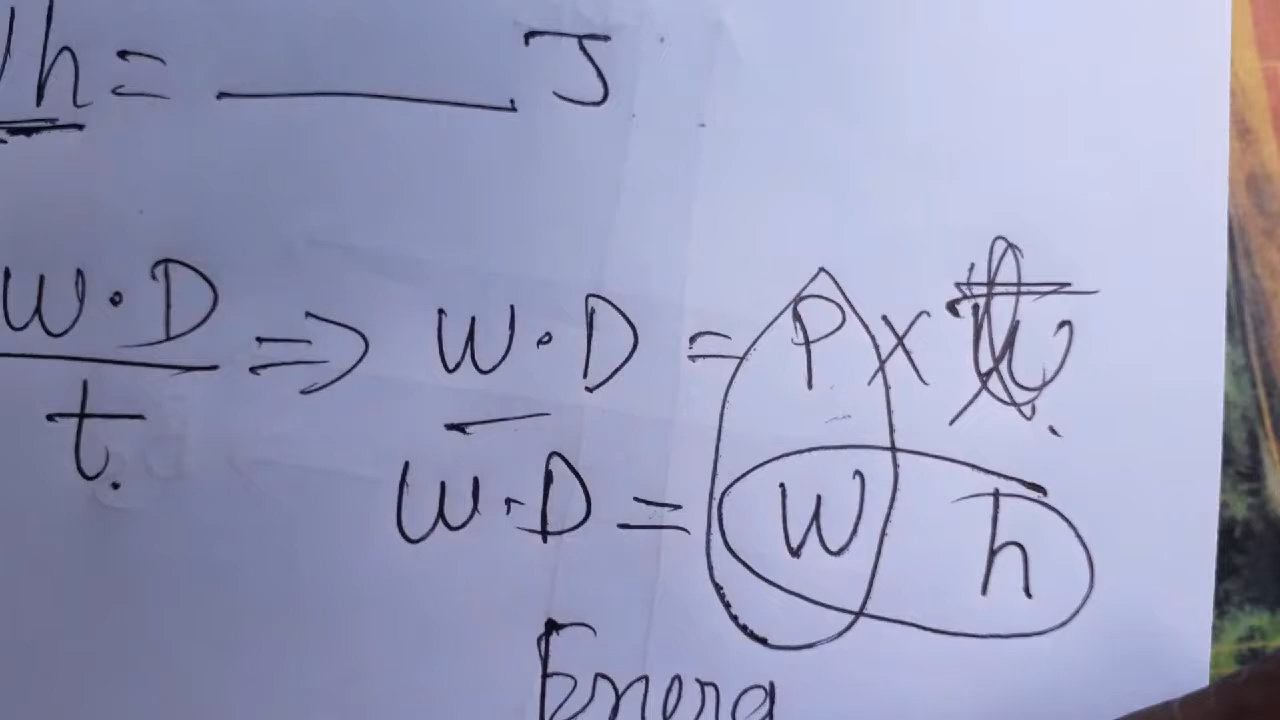 h = ______ J
W.D / t. => W.D = P x t
W.D = W h
Energ